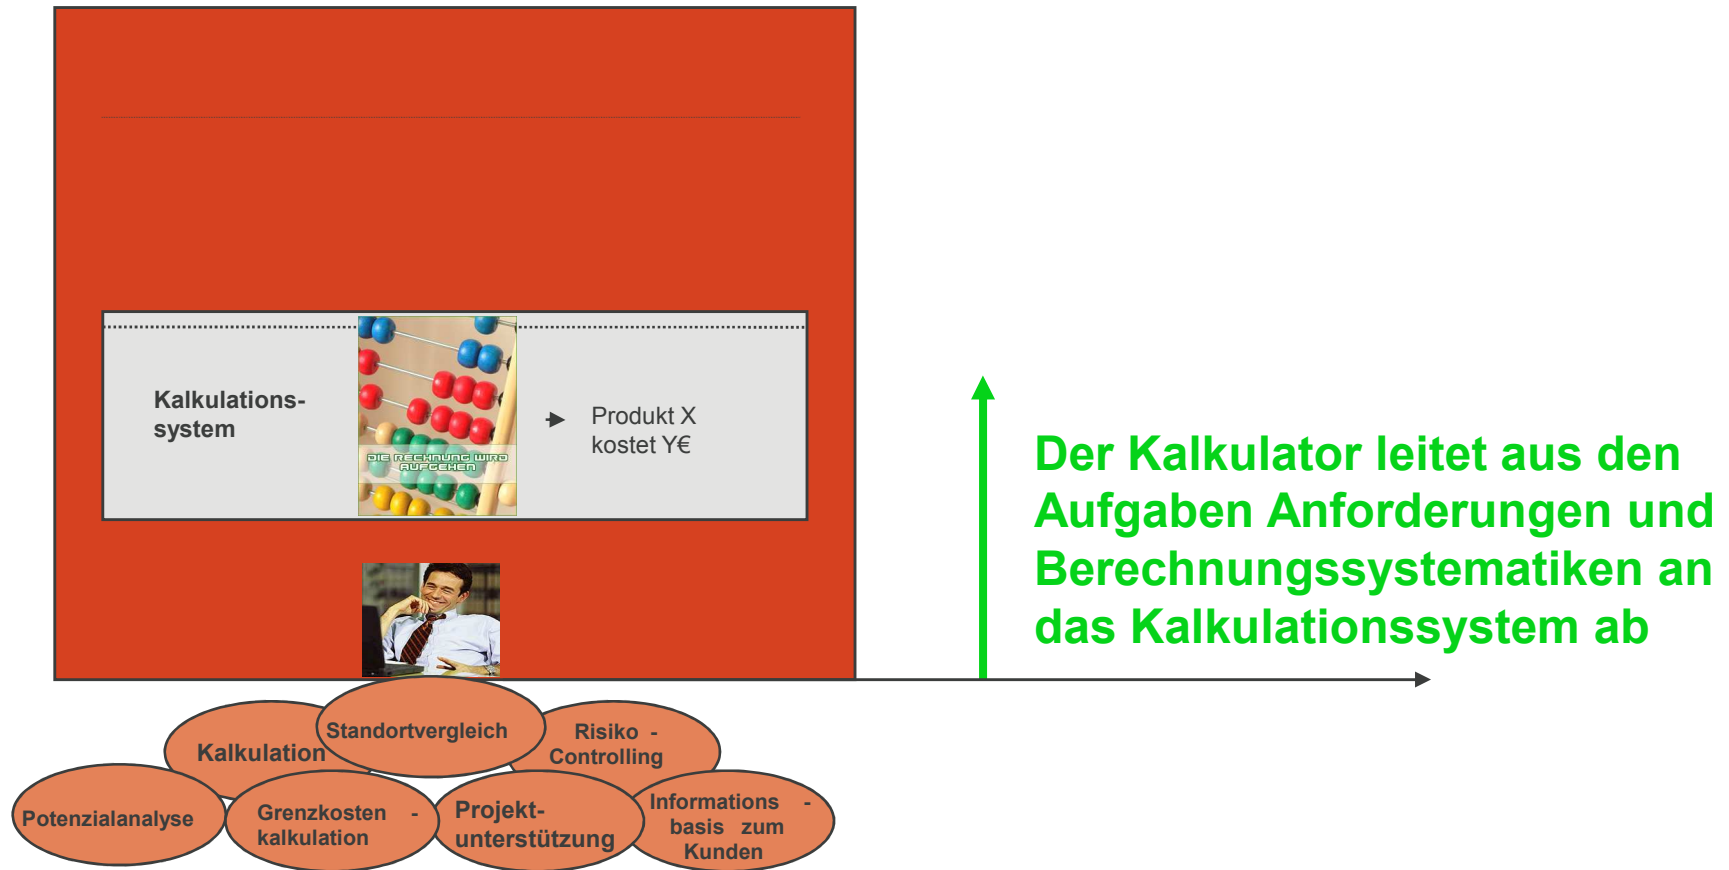 Kalkulations-
system
DIE RECHNUNG WIRD
AUFGEHEN
Produkt X
kostet Y€
Der Kalkulator leitet aus den
Aufgaben Anforderungen und
Berechnungssystematiken an
das Kalkulationssystem ab
Standortvergleich
Kalkulation
Risiko -
Controlling
Potenzialanalyse
Grenzkosten -
kalkulation
Projekt-
unterstützung
Informations -
basis zum
Kunden